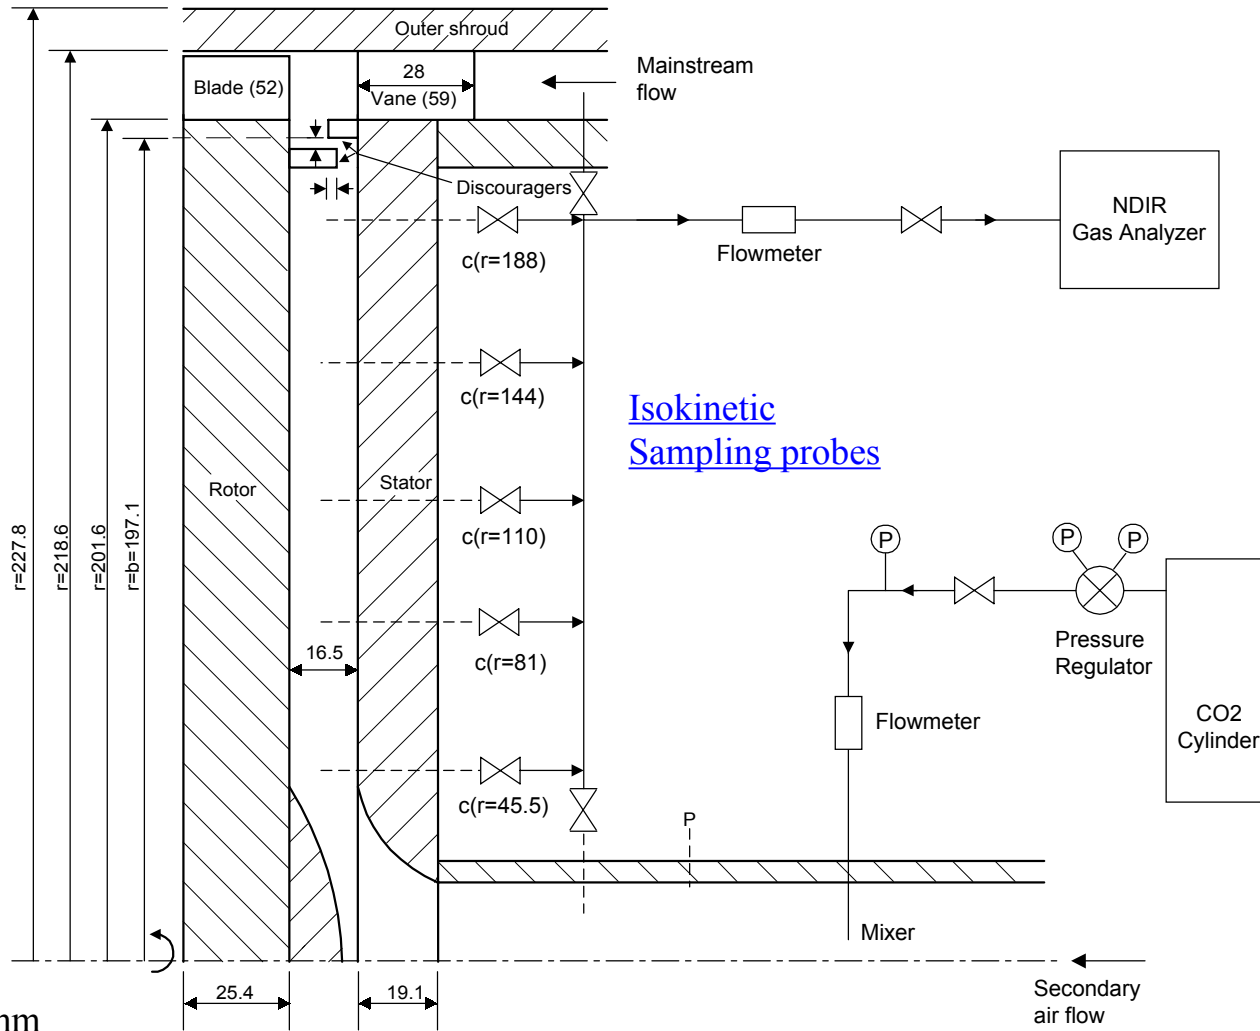 Outer shroud
Blade (52)
28
Vane (59)
Mainstream
flow
Discouragers
c(r=188)
Flowmeter
NDIR
Gas Analyzer
c(r=144)
Isokinetic
Sampling probes
Rotor
Stator
c(r=110)
r=227.8
r=218.6
r=201.6
r=b=197.1
P
P
P
16.5
c(r=81)
Pressure
Regulator
Flowmeter
CO2
Cylinder
c(r=45.5)
P
Mixer
25.4
19.1
Secondary
air flow